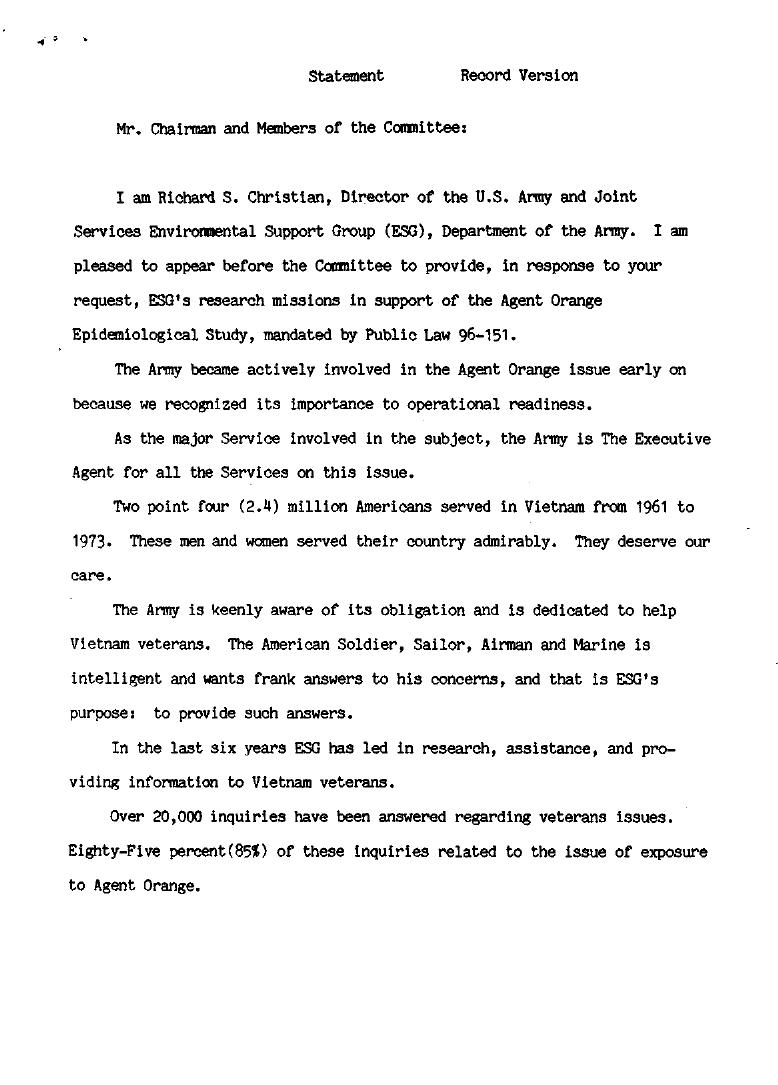 Statement Record Version
Mr. Chairman and Members of the Committee:
I am Richard S. Christian, Director of the U.S. Army and Joint
Services Environmental Support Group (ESG), Department of the Army. I am
pleased to appear before the Committee to provide, in response to your
request, ESG's research missions in support of the Agent Orange
Epidemiological Study, mandated by Public Law 96-151.
The Army became actively involved in the Agent Orange issue early on
because we recognized its importance to operational readiness.
As the major Service involved in the subject, the Army is The Executive
Agent for all the Services on this issue.
Two point four (2.4) million Americans served in Vietnam from 1961 to
1973. These men and women served their country admirably. They deserve our
care.
The Army is keenly aware of its obligation and is dedicated to help
Vietnam veterans. The American Soldier, Sailor, Airman and Marine is
intelligent and wants frank answers to his concerns, and that is ESG's
purpose: to provide such answers.
In the last six years ESG has led in research, assistance, and pro-
viding information to Vietnam veterans.
Over 20,000 inquiries have been answered regarding veterans issues.
Eighty-Five percent(85%) of these inquiries related to the issue of exposure
to Agent Orange.